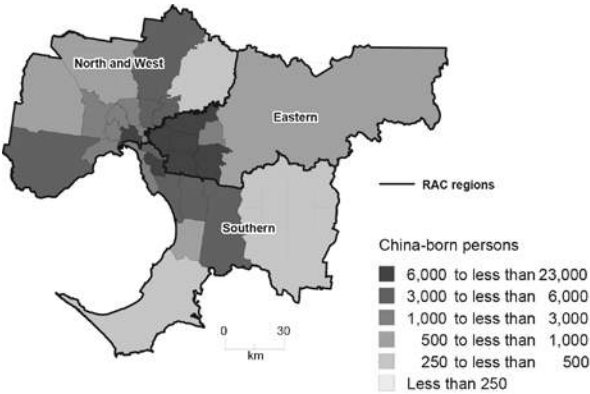 North and West
Eastern
RAC regions
Southern
China-born persons
6,000 to less than 23,000
3,000 to less than 6,000
1,000 to less than 3,000
500 to less than 1,000
250 to less than 500
Less than 250
0 30
km